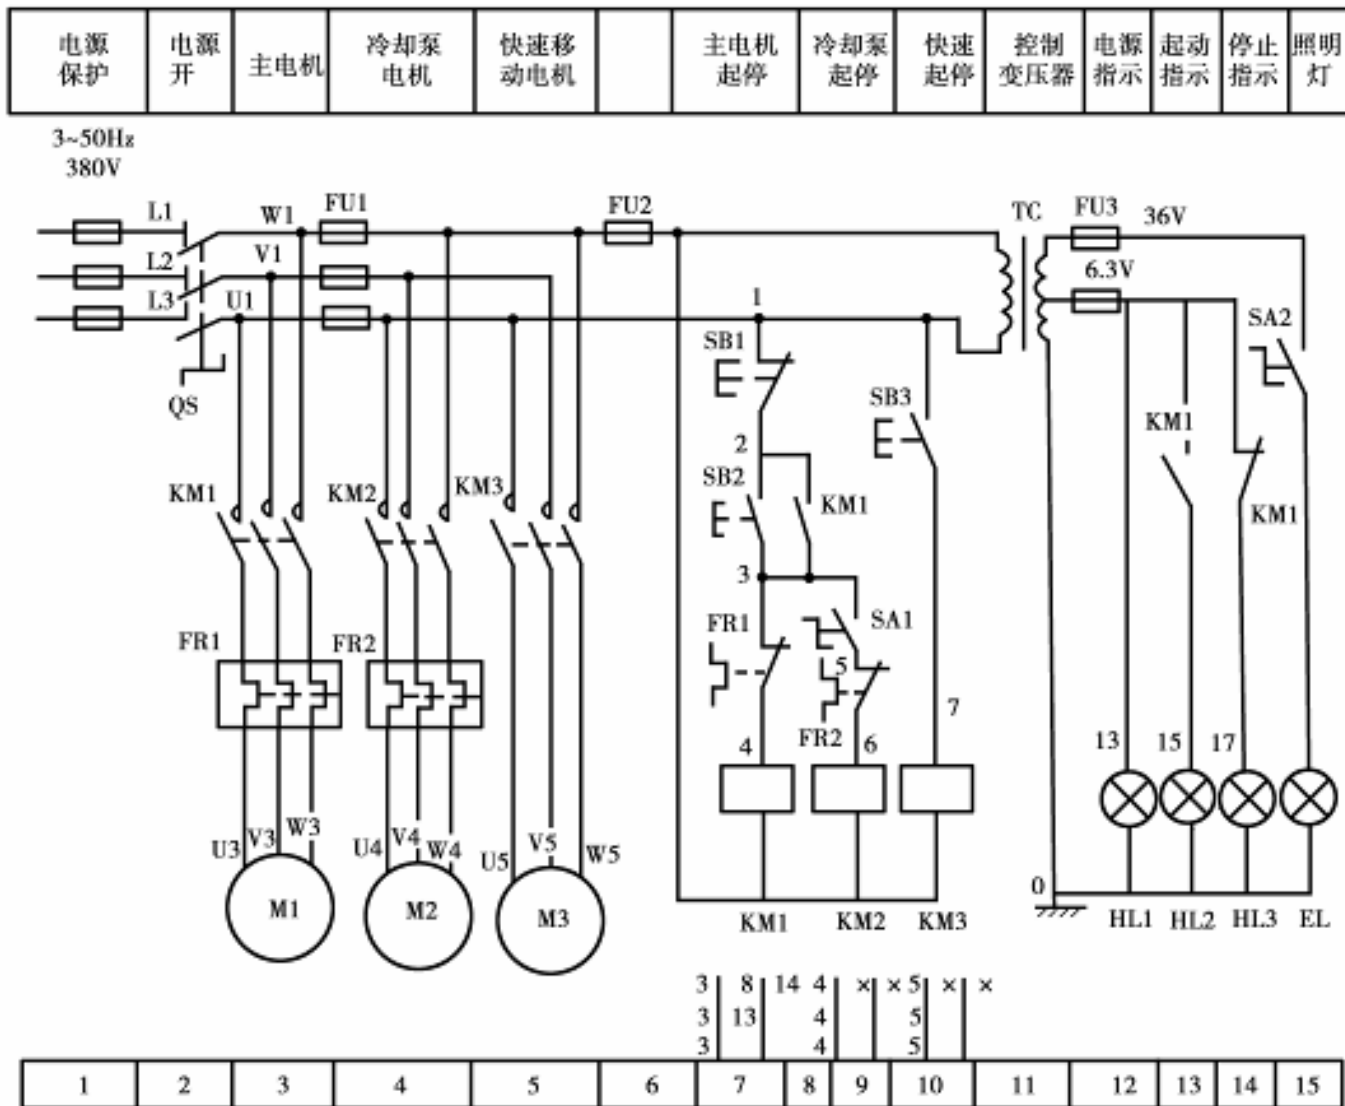 电源
保护
电源
开
主电机
冷却泵
电机
快速移
动电机
主电机
起停
冷却泵
起停
快速
起停
控制
变压器
电源
指示
起动
指示
停止
指示
照明
灯
3~50Hz
380V
L1
W1
FU1
FU2
TC
FU3
36V
L2
V1
6.3V
L3
U1
1
SB1
SA2
QS
SB3
KM1
2
KM1
KM2
KM3
SB2
KM1
KM1
3
FR1
FR2
FR1
SA1
5
7
4
FR2
6
13
15
17
U3
V3
W3
U4
V4
W4
U5
V5
W5
0
M1
M2
M3
KM1
KM2
KM3
HL1
HL2
HL3
EL
3 8 14 4 × × 5 × ×
3 13 4 5
3 4 5
1 2 3 4 5 6 7 8 9 10 11 12 13 14 15